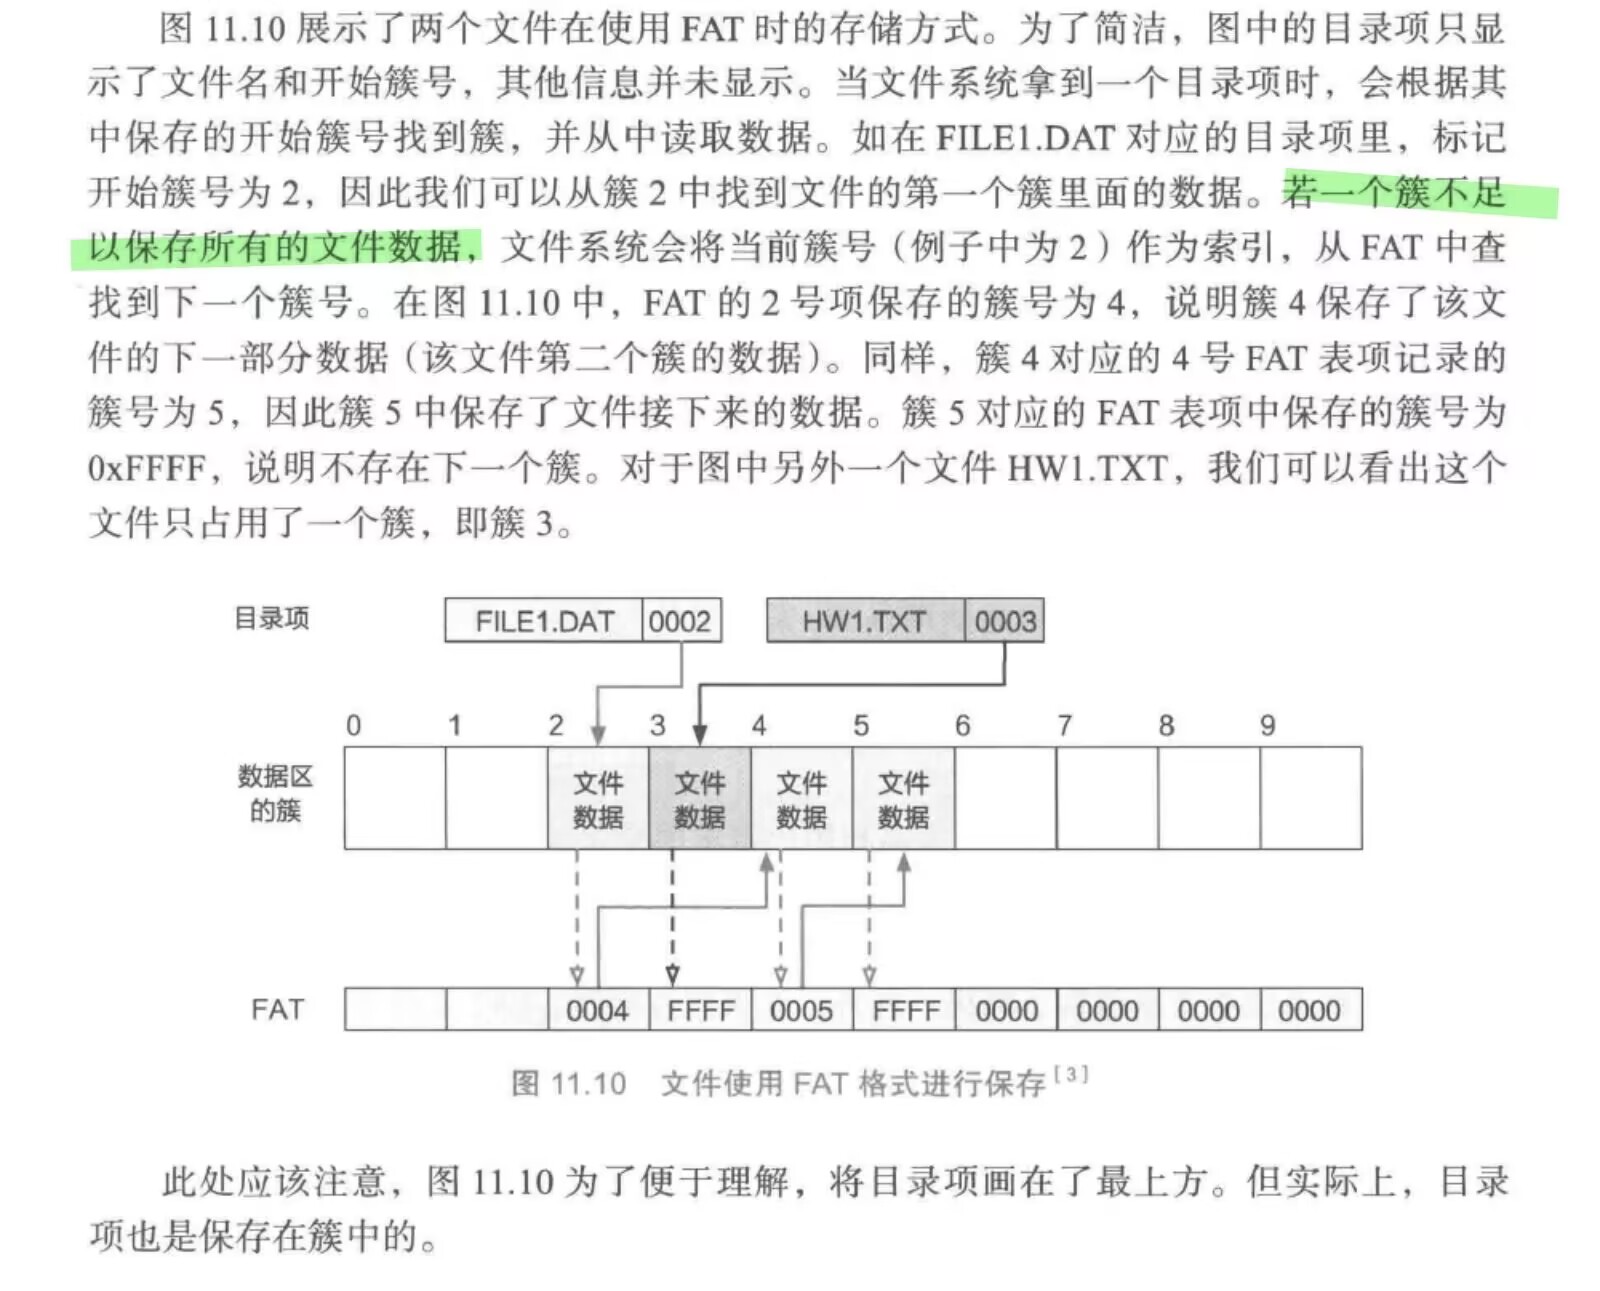 图 11.10 展示了两个文件在使用 FAT 时的存储方式。为了简洁，图中的目录项只显
示了文件名和开始簇号，其他信息并未显示。当文件系统拿到一个目录项时，会根据其
中保存的开始簇号找到簇，并从中读取数据。如在 FILE1.DAT 对应的目录项里，标记
开始簇号为 2，因此我们可以从簇 2 中找到文件的第一个簇里面的数据。若一个簇不足
以保存所有的文件数据，文件系统会将当前簇号（例子中为 2）作为索引，从 FAT 中查
找到下一个簇号。在图 11.10 中，FAT 的 2 号项保存的簇号为 4，说明簇 4 保存了该文
件的下一部分数据（该文件第二个簇的数据）。同样，簇 4 对应的 4 号 FAT 表项记录的
簇号为 5，因此簇 5 中保存了文件接下来的数据。簇 5 对应的 FAT 表项中保存的簇号为
0xFFFF，说明不存在下一个簇。对于图中另外一个文件 HW1.TXT，我们可以看出这个
文件只占用了一个簇，即簇 3。
目录项 FILE1.DAT 0002 HW1.TXT 0003
0 1 2 3 4 5 6 7 8 9
数据区 文件 文件 文件 文件
的簇 数据 数据 数据 数据
FAT 0004 FFFF 0005 FFFF 0000 0000 0000 0000
图 11.10 文件使用 FAT 格式进行保存[3]
此处应该注意，图 11.10 为了便于理解，将目录项画在了最上方。但实际上，目录
项也是保存在簇中的。